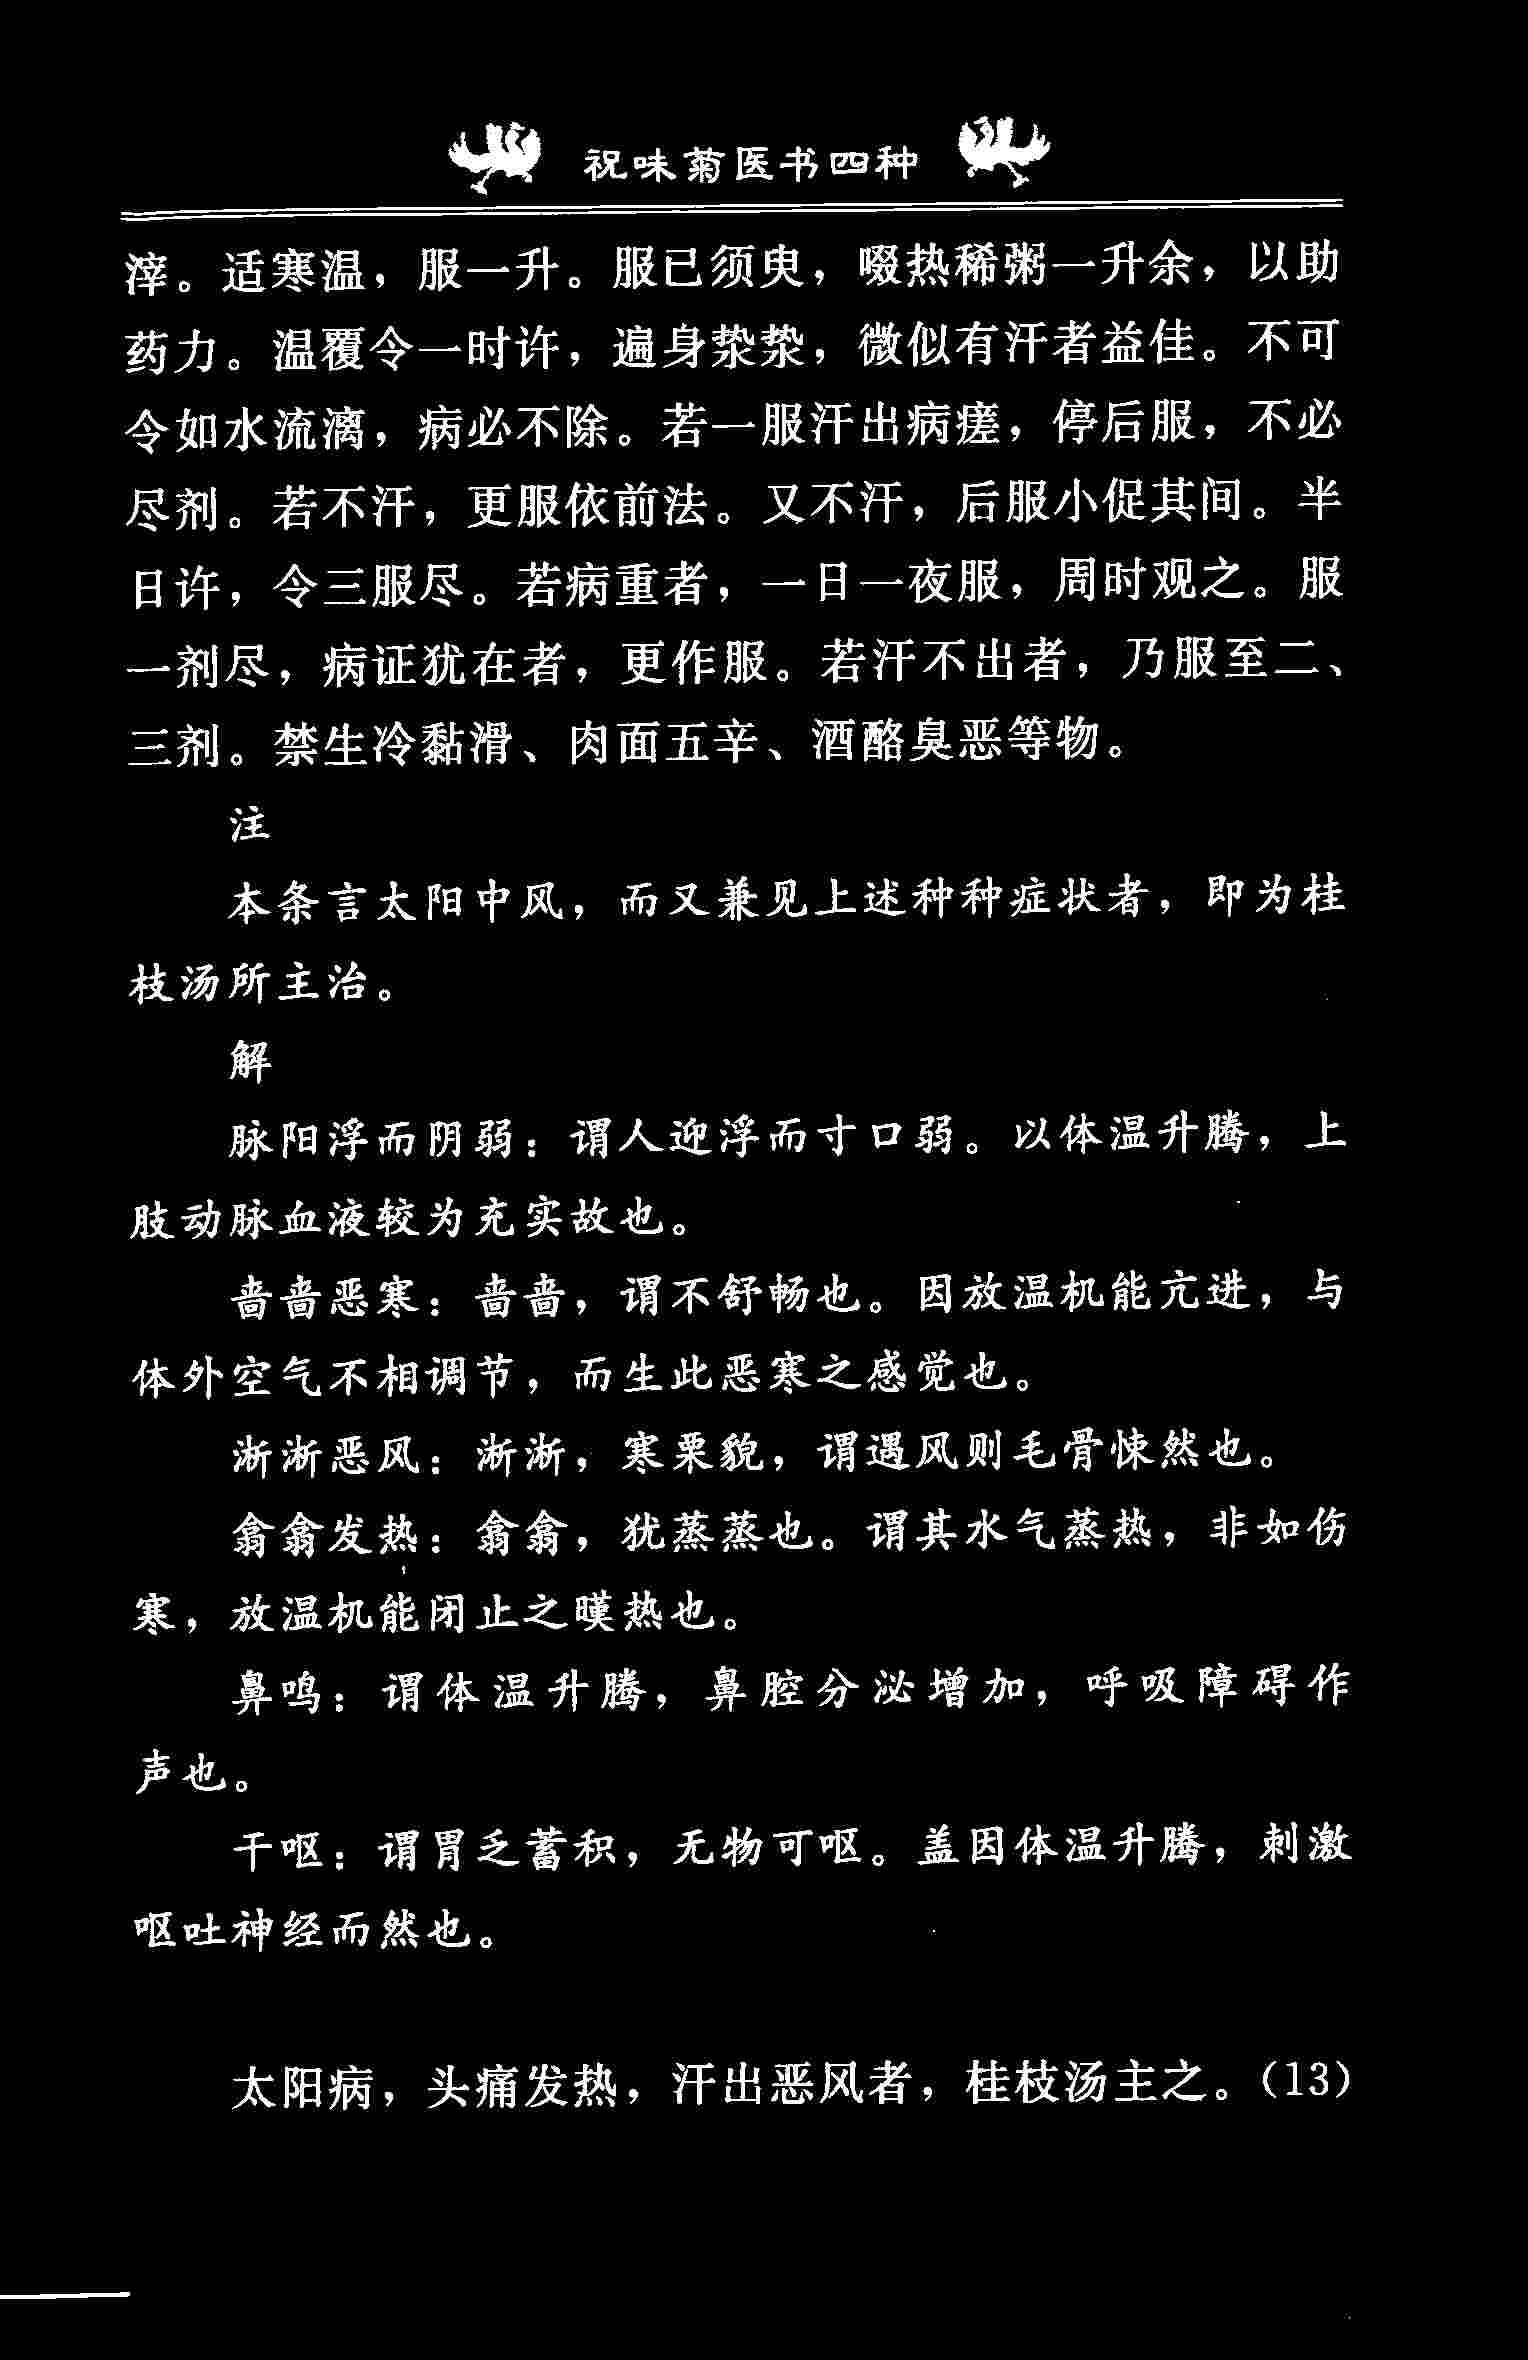 祝味菊医书四种
滓。适寒温，服一升。服已须臾，啜热稀粥一升余，以助
药力。温覆令一时许，遍身漐漐，微似有汗者益佳。不可
令如水流漓，病必不除。若一服汗出病瘥，停后服，不必
尽剂。若不汗，更服依前法。又不汗，后服小促其间。半
日许，令三服尽。若病重者，一日一夜服，周时观之。服
一剂尽，病证犹在者，更作服。若汗不出者，乃服至二、
三剂。禁生冷黏滑、肉面五辛、酒酪臭恶等物。
注
本条言太阳中风，而又兼见上述种种症状者，即为桂
枝汤所主治。
解
脉阳浮而阴弱：谓人迎浮而寸口弱。以体温升腾，上
肢动脉血液较为充实故也。
啬啬恶寒：啬啬，谓不舒畅也。因放温机能亢进，与
体外空气不相调节，而生此恶寒之感觉也。
淅淅恶风：淅淅，寒栗貌，谓遇风则毛骨悚然也。
翕翕发热：翕翕，犹蒸蒸也。谓其水气蒸热，非如伤
寒，放温机能闭止之暵热也。
鼻鸣：谓体温升腾，鼻腔分泌增加，呼吸障碍作
声也。
干呕：谓胃乏蓄积，无物可呕。盖因体温升腾，刺激
呕吐神经而然也。
太阳病，头痛发热，汗出恶风者，桂枝汤主之。(13)